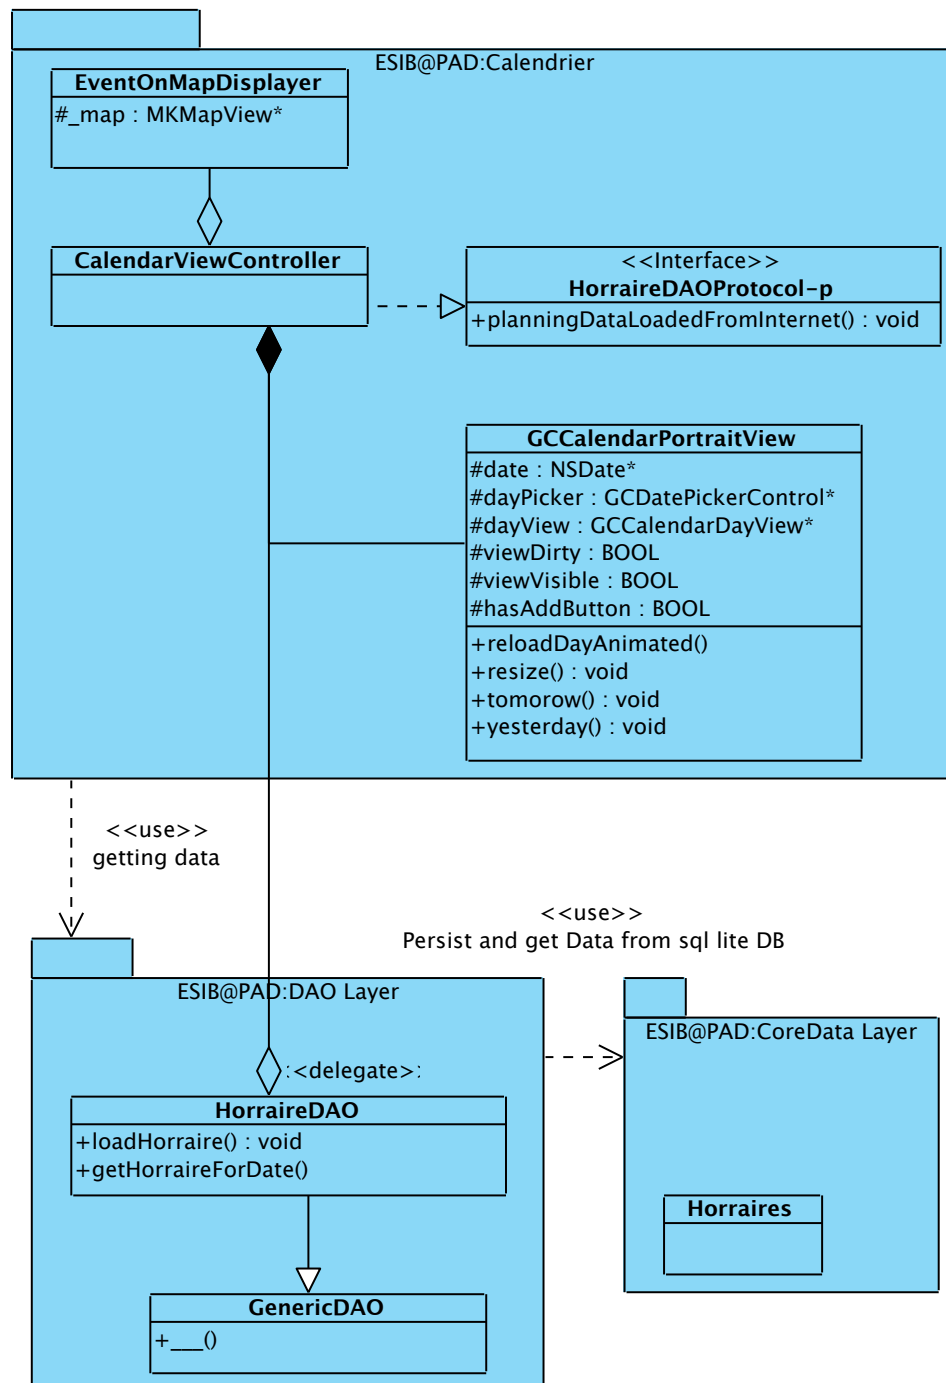 ESIB@PAD:Calendrier
EventOnMapDisplayer
#_map : MKMapView*
CalendarViewController
<<Interface>>
HorraireDAOProtocol-p
+planningDataLoadedFromInternet() : void
GCCalendarPortraitView
#date : NSDate*
#dayPicker : GCDatePickerControl*
#dayView : GCCalendarDayView*
#viewDirty : BOOL
#viewVisible : BOOL
#hasAddButton : BOOL
+reloadDayAnimated()
+resize() : void
+tomorow() : void
+yesterday() : void
<<use>>
getting data
<<use>>
Persist and get Data from sql lite DB
ESIB@PAD:DAO Layer
ESIB@PAD:CoreData Layer
:<delegate>:
HorraireDAO
+loadHorraire() : void
+getHorraireForDate()
Horraires
GenericDAO
+___()